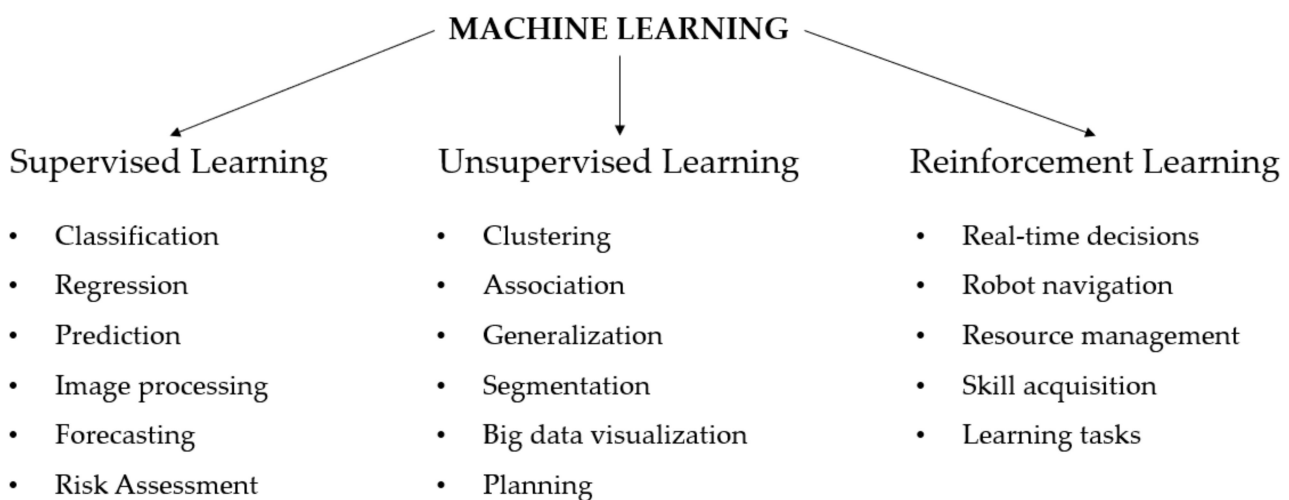 MACHINE LEARNING
Supervised Learning
• Classification
• Regression
• Prediction
• Image processing
• Forecasting
• Risk Assessment
Unsupervised Learning
• Clustering
• Association
• Generalization
• Segmentation
• Big data visualization
• Planning
Reinforcement Learning
• Real-time decisions
• Robot navigation
• Resource management
• Skill acquisition
• Learning tasks